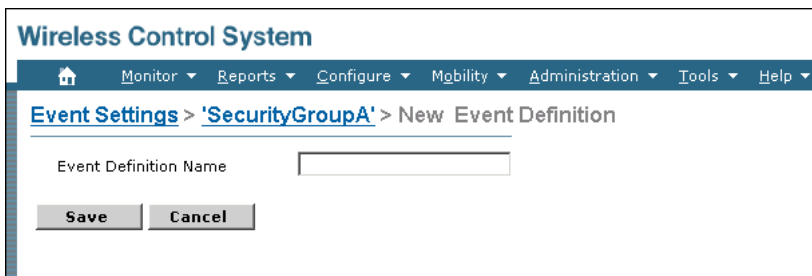 Wireless Control System
Monitor Reports Configure Mobility Administration Tools Help
Event Settings > 'SecurityGroupA' > New Event Definition
Event Definition Name
Save Cancel